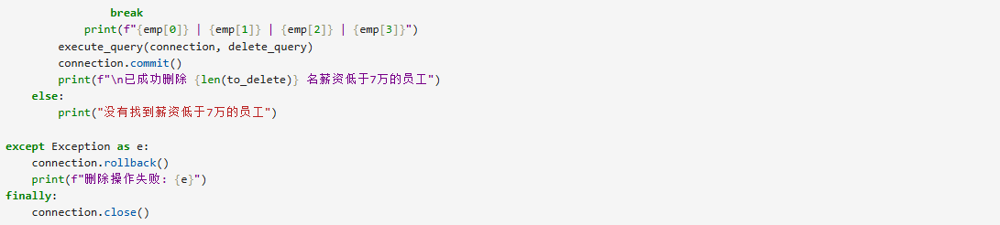 break
print(f"{emp[0]} | {emp[1]} | {emp[2]} | {emp[3]}")
execute_query(connection, delete_query)
connection.commit()
print(f"\n已成功删除 {len(to_delete)} 名薪资低于7万的员工")
else:
print("没有找到薪资低于7万的员工")
except Exception as e:
connection.rollback()
print(f"删除操作失败: {e}")
finally:
connection.close()